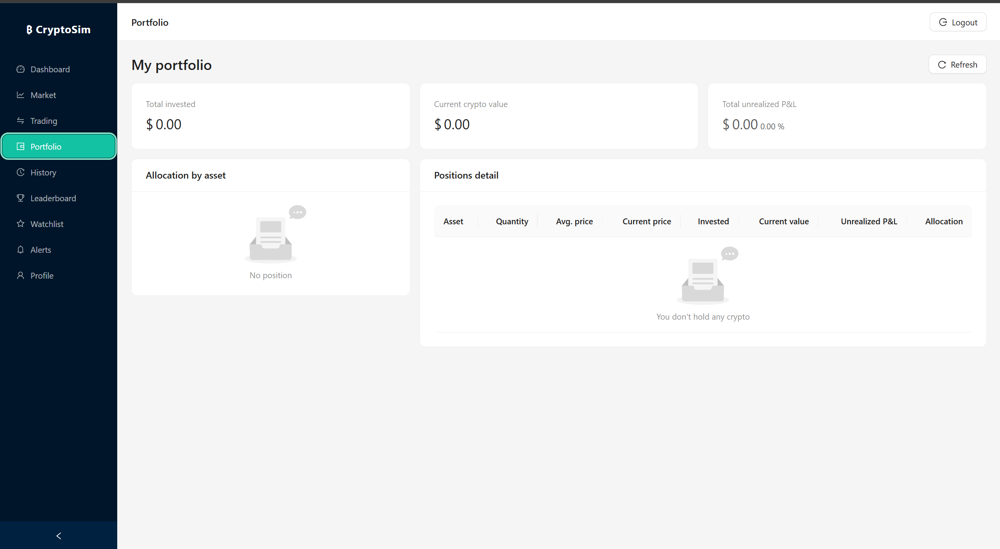 ₿ CryptoSim
Dashboard
Market
Trading
Portfolio
History
Leaderboard
Watchlist
Alerts
Profile
Portfolio
Logout
My portfolio
Refresh
Total invested
$ 0.00
Current crypto value
$ 0.00
Total unrealized P&L
$ 0.00 0.00 %
Allocation by asset
No position
Positions detail
Asset Quantity Avg. price Current price Invested Current value Unrealized P&L Allocation
You don't hold any crypto